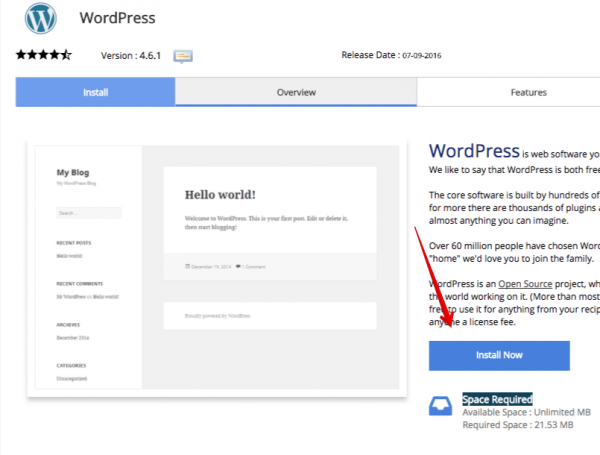 WordPress
Version : 4.6.1
Release Date : 07-09-2016
Install
Overview
Features
My Blog
My WordPress Blog
Search ...
RECENT POSTS
Hello world!
RECENT COMMENTS
Mr WordPress on Hello world!
ARCHIVES
December 2014
CATEGORIES
Uncategorized
Hello world!
Welcome to WordPress. This is your first post. Edit or delete it,
then start blogging!
December 19, 2014 1 Comment
Proudly powered by WordPress
WordPress is web software yo
We like to say that WordPress is both free
The core software is built by hundreds of
for more there are thousands of plugins a
almost anything you can imagine.
Over 60 million people have chosen Word
"home" we'd love you to join the family.
WordPress is an Open Source project, wh
the world working on it. (More than most
free to use it for anything from your recip
anyone a license fee.
Install Now
Space Required
Available Space : Unlimited MB
Required Space : 21.53 MB